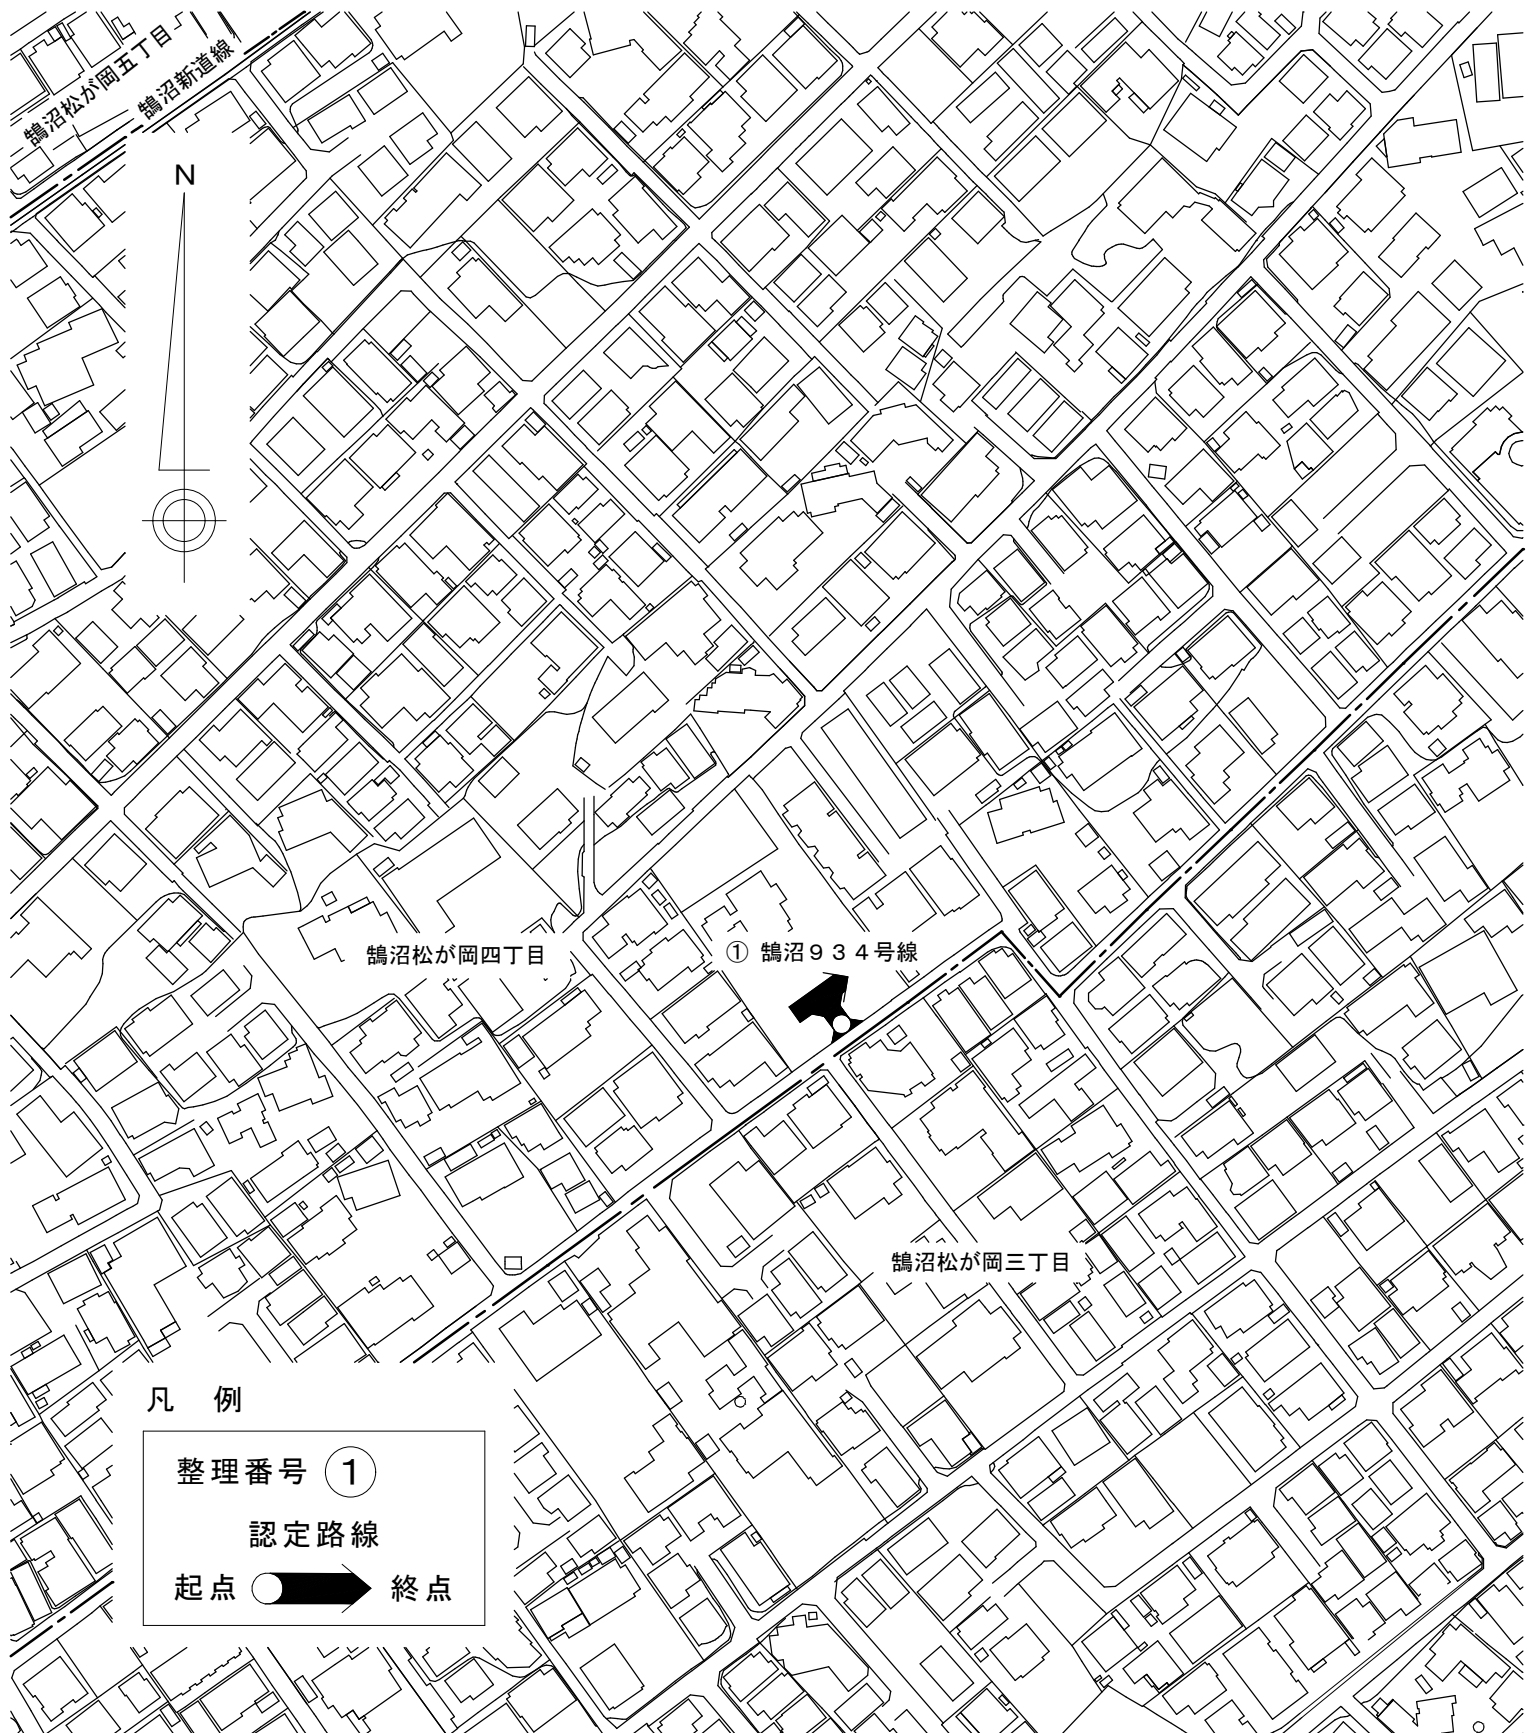 鵠沼松が岡五丁目
鵠沼新道線
N
鵠沼松が岡四丁目
① 鵠沼934号線
鵠沼松が岡三丁目
凡 例
整理番号 ①
認定路線
起点 終点